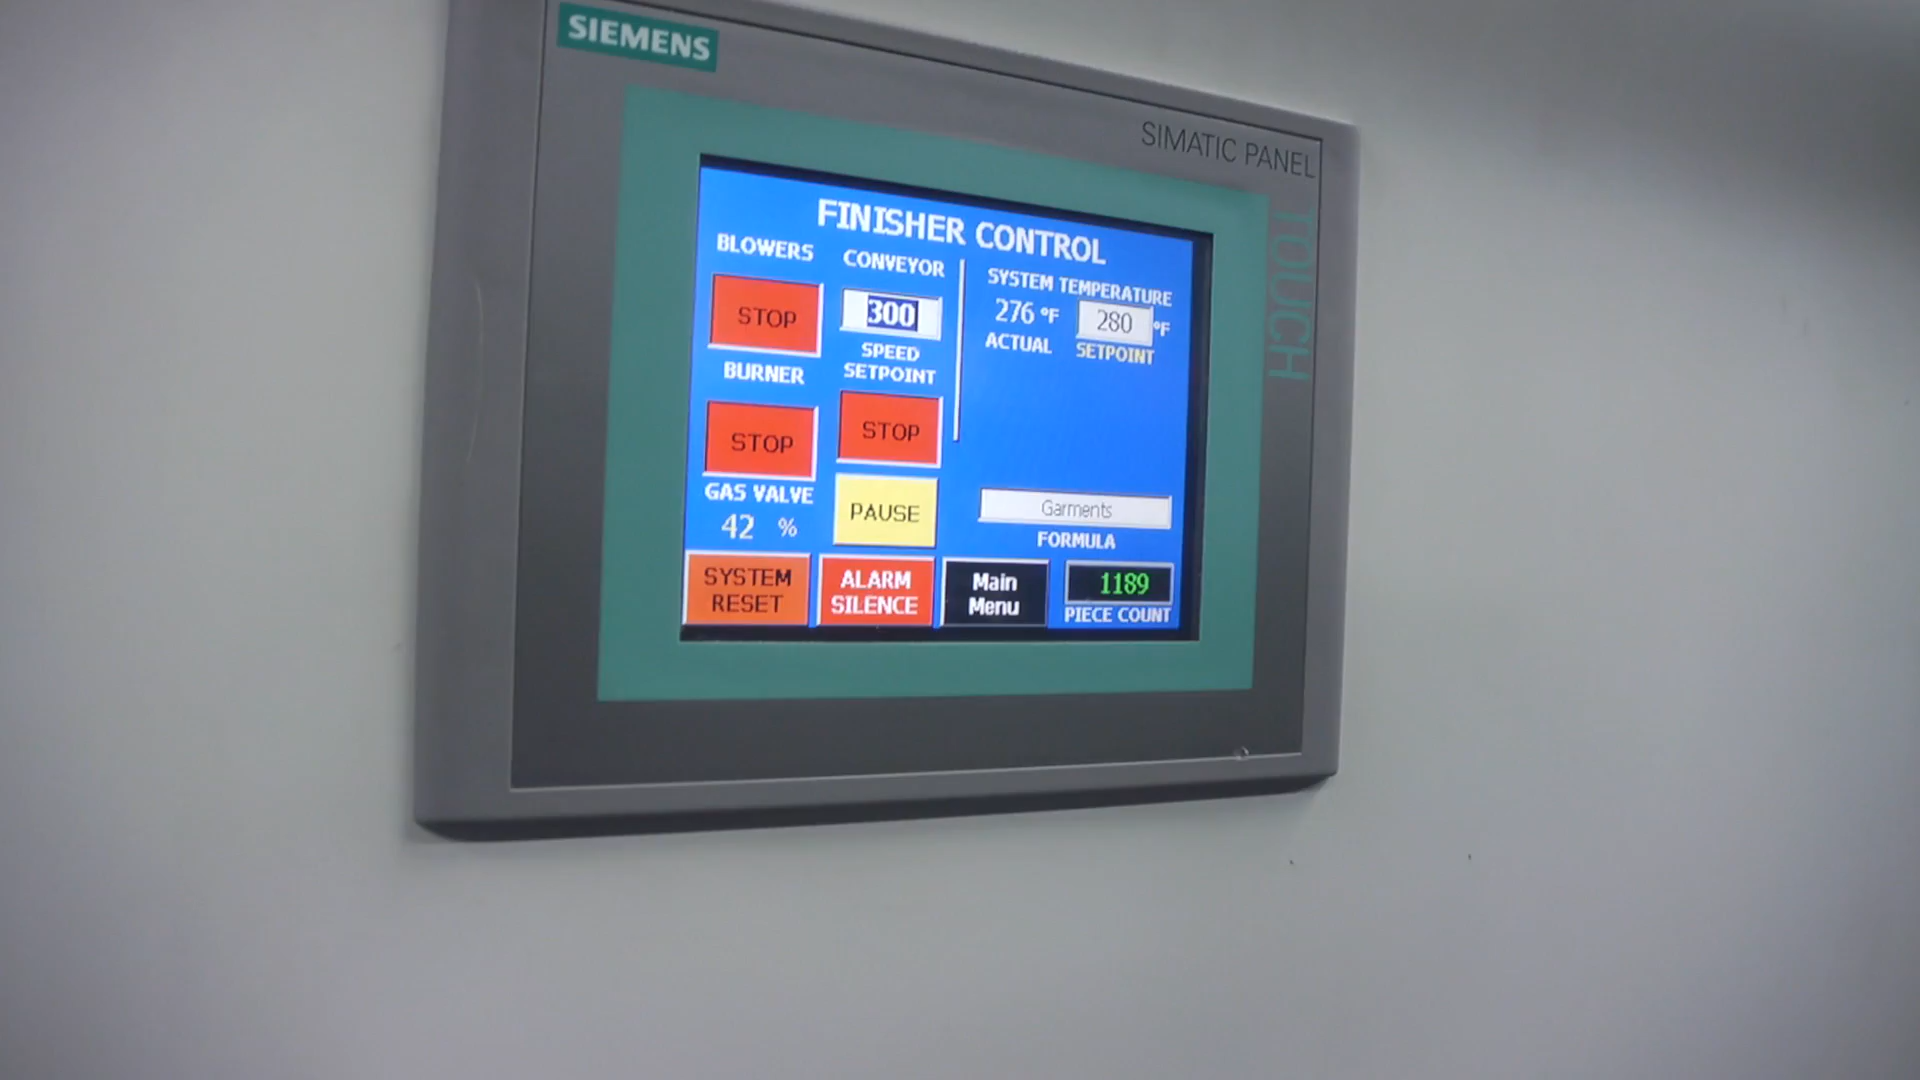 SIEMENS
SIMATIC PANEL
TOUCH
FINISHER CONTROL
BLOWERS
STOP
BURNER
STOP
GAS VALVE
42 %
CONVEYOR
300
SPEED
SETPOINT
STOP
PAUSE
SYSTEM TEMPERATURE
276 °F
280 °F
ACTUAL
SETPOINT
Garments
FORMULA
SYSTEM
RESET
ALARM
SILENCE
Main
Menu
1189
PIECE COUNT